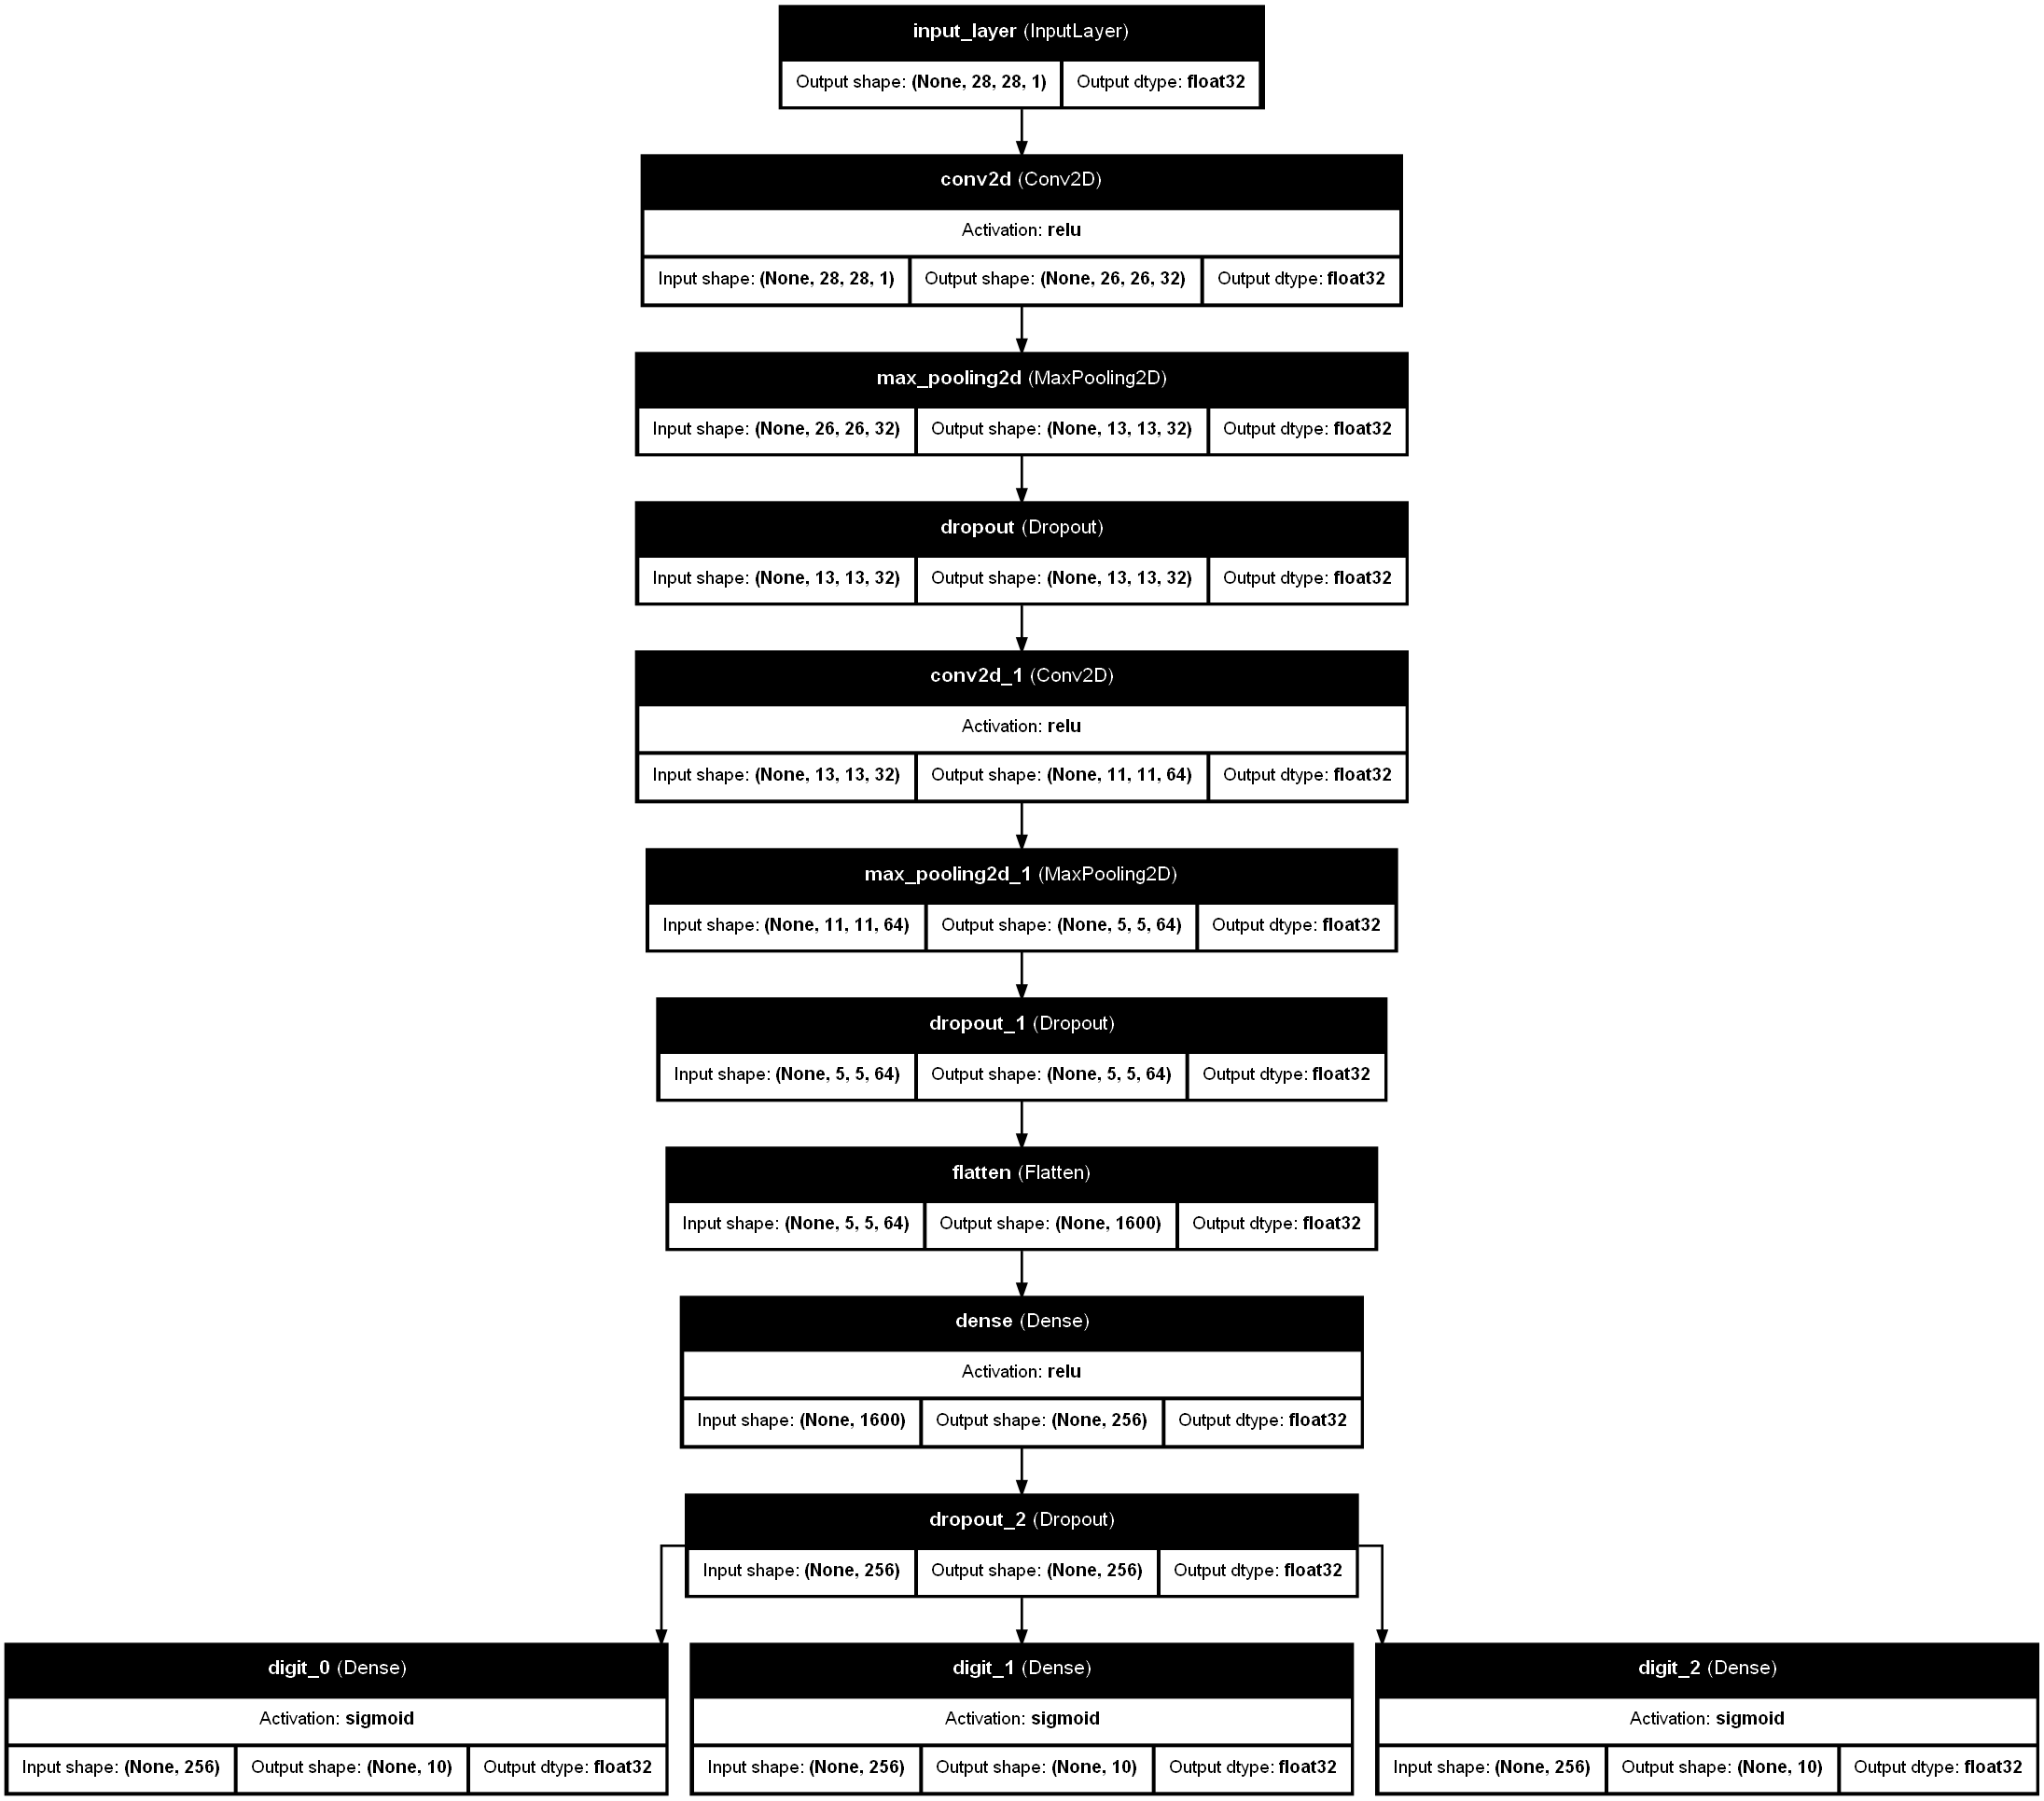 input_layer (InputLayer)
Output shape: (None, 28, 28, 1) Output dtype: float32
conv2d (Conv2D)
Activation: relu
Input shape: (None, 28, 28, 1) Output shape: (None, 26, 26, 32) Output dtype: float32
max_pooling2d (MaxPooling2D)
Input shape: (None, 26, 26, 32) Output shape: (None, 13, 13, 32) Output dtype: float32
dropout (Dropout)
Input shape: (None, 13, 13, 32) Output shape: (None, 13, 13, 32) Output dtype: float32
conv2d_1 (Conv2D)
Activation: relu
Input shape: (None, 13, 13, 32) Output shape: (None, 11, 11, 64) Output dtype: float32
max_pooling2d_1 (MaxPooling2D)
Input shape: (None, 11, 11, 64) Output shape: (None, 5, 5, 64) Output dtype: float32
dropout_1 (Dropout)
Input shape: (None, 5, 5, 64) Output shape: (None, 5, 5, 64) Output dtype: float32
flatten (Flatten)
Input shape: (None, 5, 5, 64) Output shape: (None, 1600) Output dtype: float32
dense (Dense)
Activation: relu
Input shape: (None, 1600) Output shape: (None, 256) Output dtype: float32
dropout_2 (Dropout)
Input shape: (None, 256) Output shape: (None, 256) Output dtype: float32
digit_0 (Dense)
Activation: sigmoid
Input shape: (None, 256) Output shape: (None, 10) Output dtype: float32
digit_1 (Dense)
Activation: sigmoid
Input shape: (None, 256) Output shape: (None, 10) Output dtype: float32
digit_2 (Dense)
Activation: sigmoid
Input shape: (None, 256) Output shape: (None, 10) Output dtype: float32